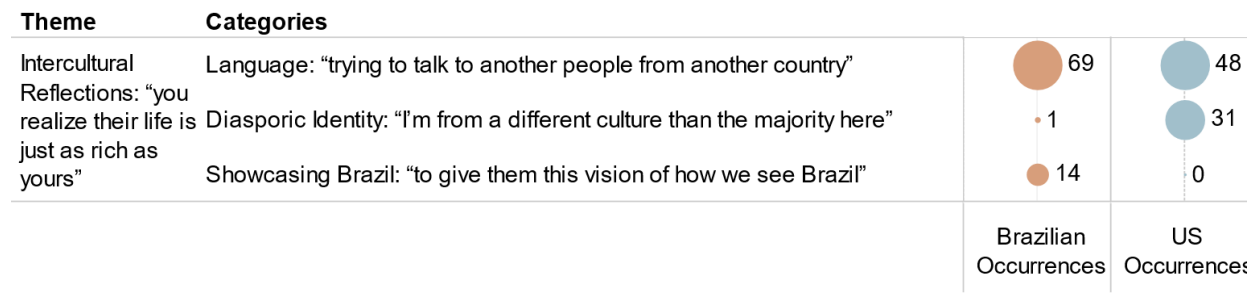 Theme Categories
Intercultural
Reflections: “you
realize their life is
just as rich as
yours”
Language: “trying to talk to another people from another country” 69 48
Diasporic Identity: “I’m from a different culture than the majority here” 1 31
Showcasing Brazil: “to give them this vision of how we see Brazil” 14 0
Brazilian
Occurrences
US
Occurrences